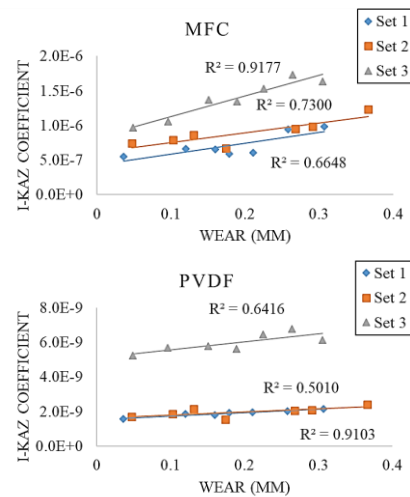 MFC
Set 1
Set 2
Set 3
2.0E-6
1.5E-6
1.0E-6
5.0E-7
0.0E+0
I-KAZ COEFFICIENT
R² = 0.9177
R² = 0.7300
R² = 0.6648
0 0.1 0.2 0.3 0.4
WEAR (MM)
PVDF
Set 1
Set 2
Set 3
8.0E-9
6.0E-9
4.0E-9
2.0E-9
0.0E+0
I-KAZ COEFFICIENT
R² = 0.6416
R² = 0.5010
R² = 0.9103
0 0.1 0.2 0.3 0.4
WEAR (MM)